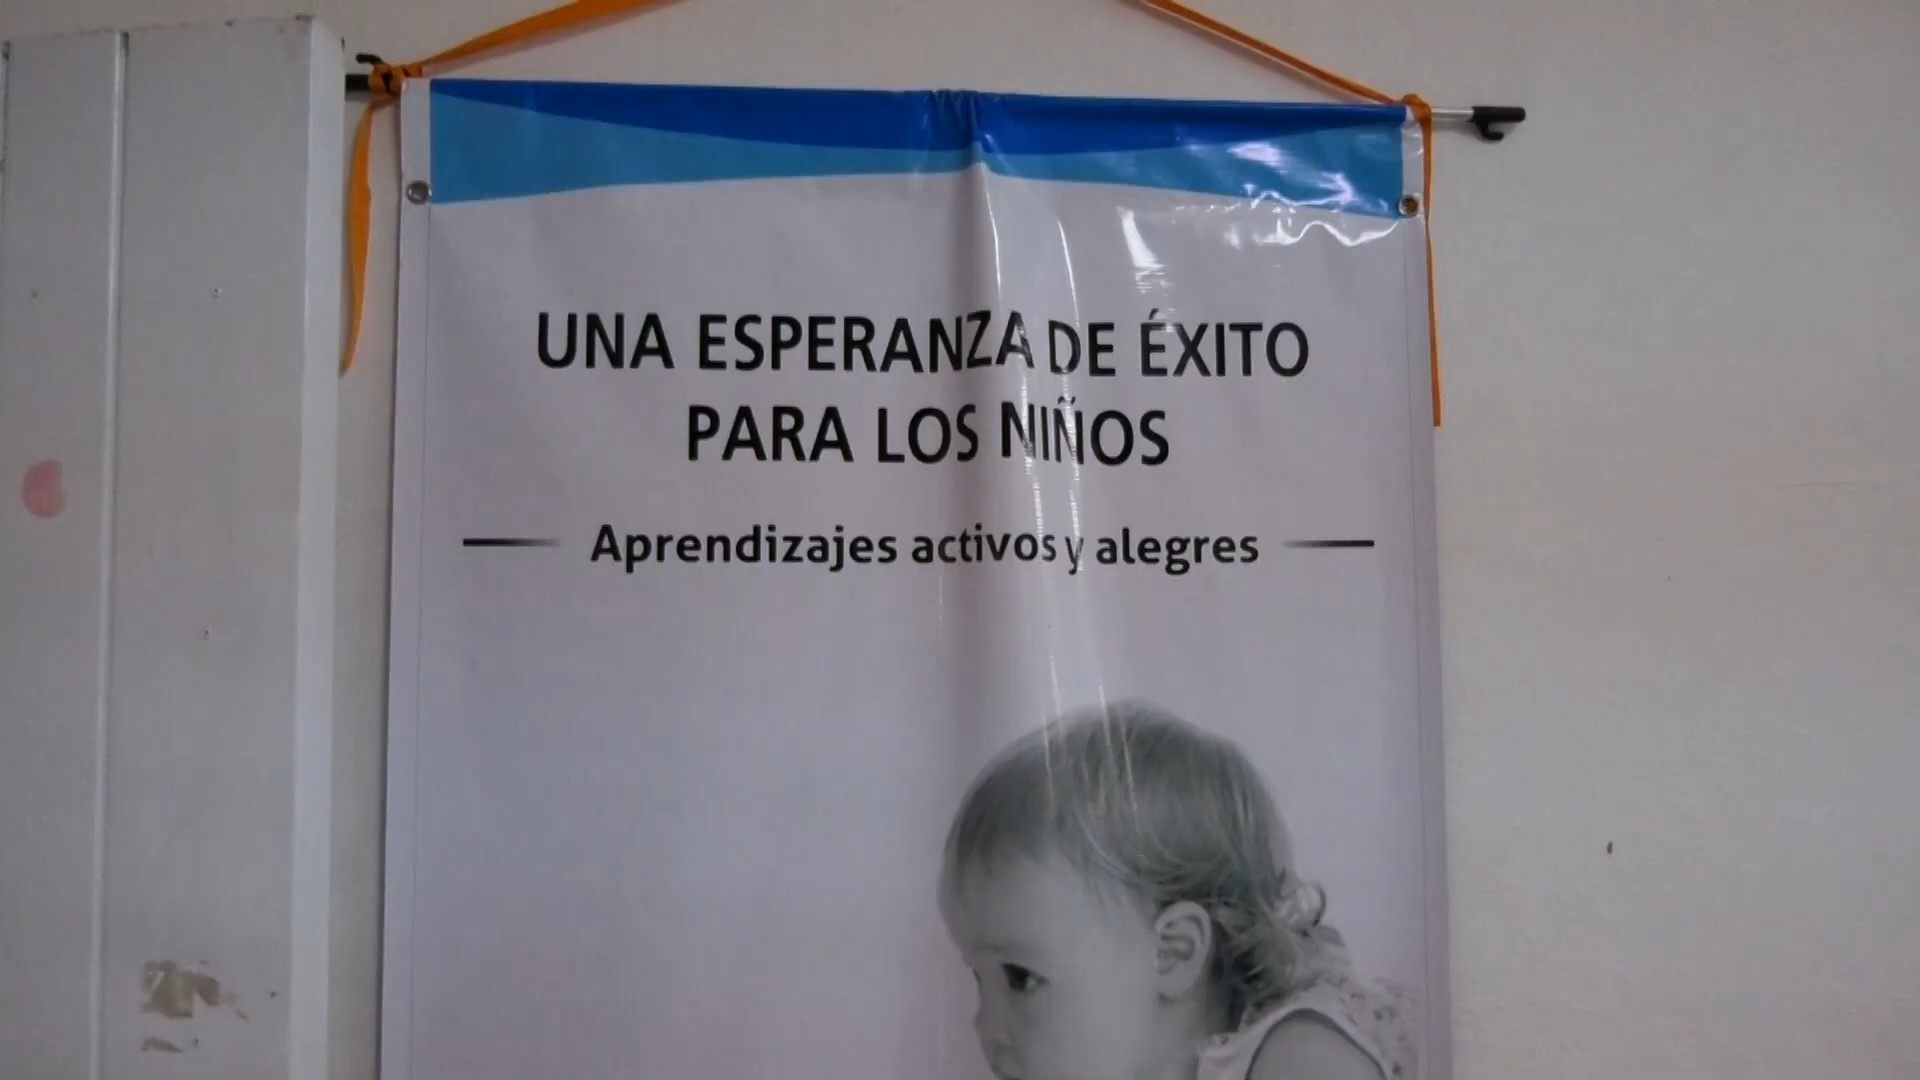 UNA ESPERANZA DE ÉXITO
PARA LOS NIÑOS
Aprendizajes activos y alegres